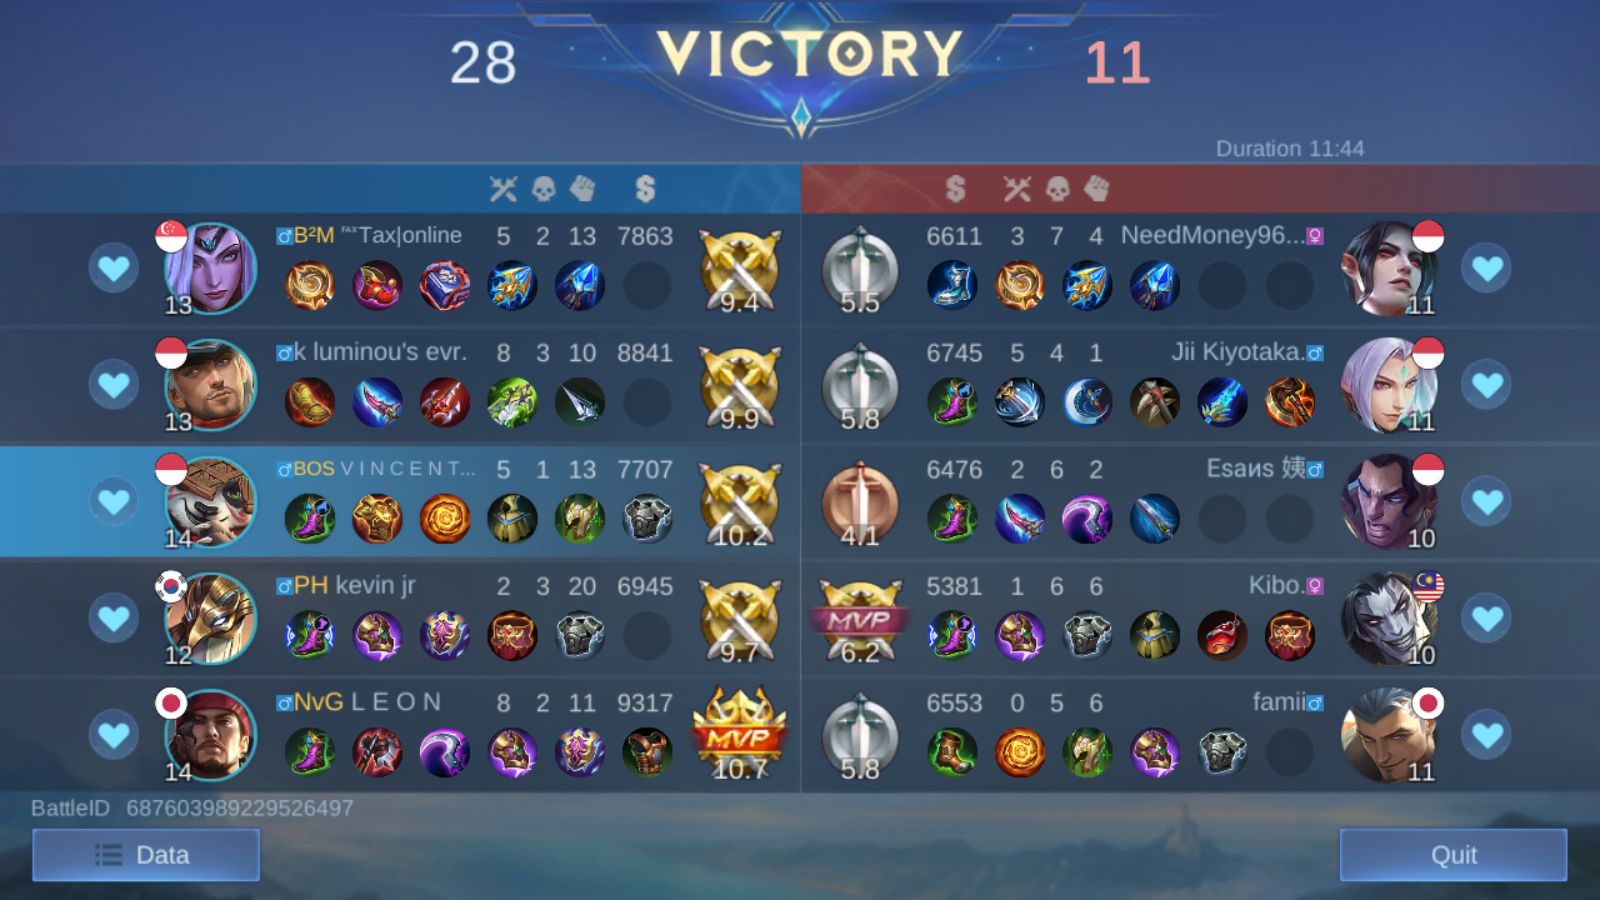 28 VICTORY 11
Duration 11:44
B²M ᶠᴬˣTax|online 5 2 13 7863
13 9.4
6611 3 7 4 NeedMoney96...
5.5 11
k luminou's evr. 8 3 10 8841
13 9.9
6745 5 4 1 Jii Kiyotaka.
5.8 11
BOS V I N C E N T... 5 1 13 7707
14 10.2
6476 2 6 2 Esaиs 姨
4.1 10
PH kevin jr 2 3 20 6945
12 9.7
5381 1 6 6 Kibo.
MVP
6.2 10
NvG L E O N 8 2 11 9317
MVP
14 10.7
6553 0 5 6 famii
5.8 11
BattleID 687603989229526497
Data
Quit